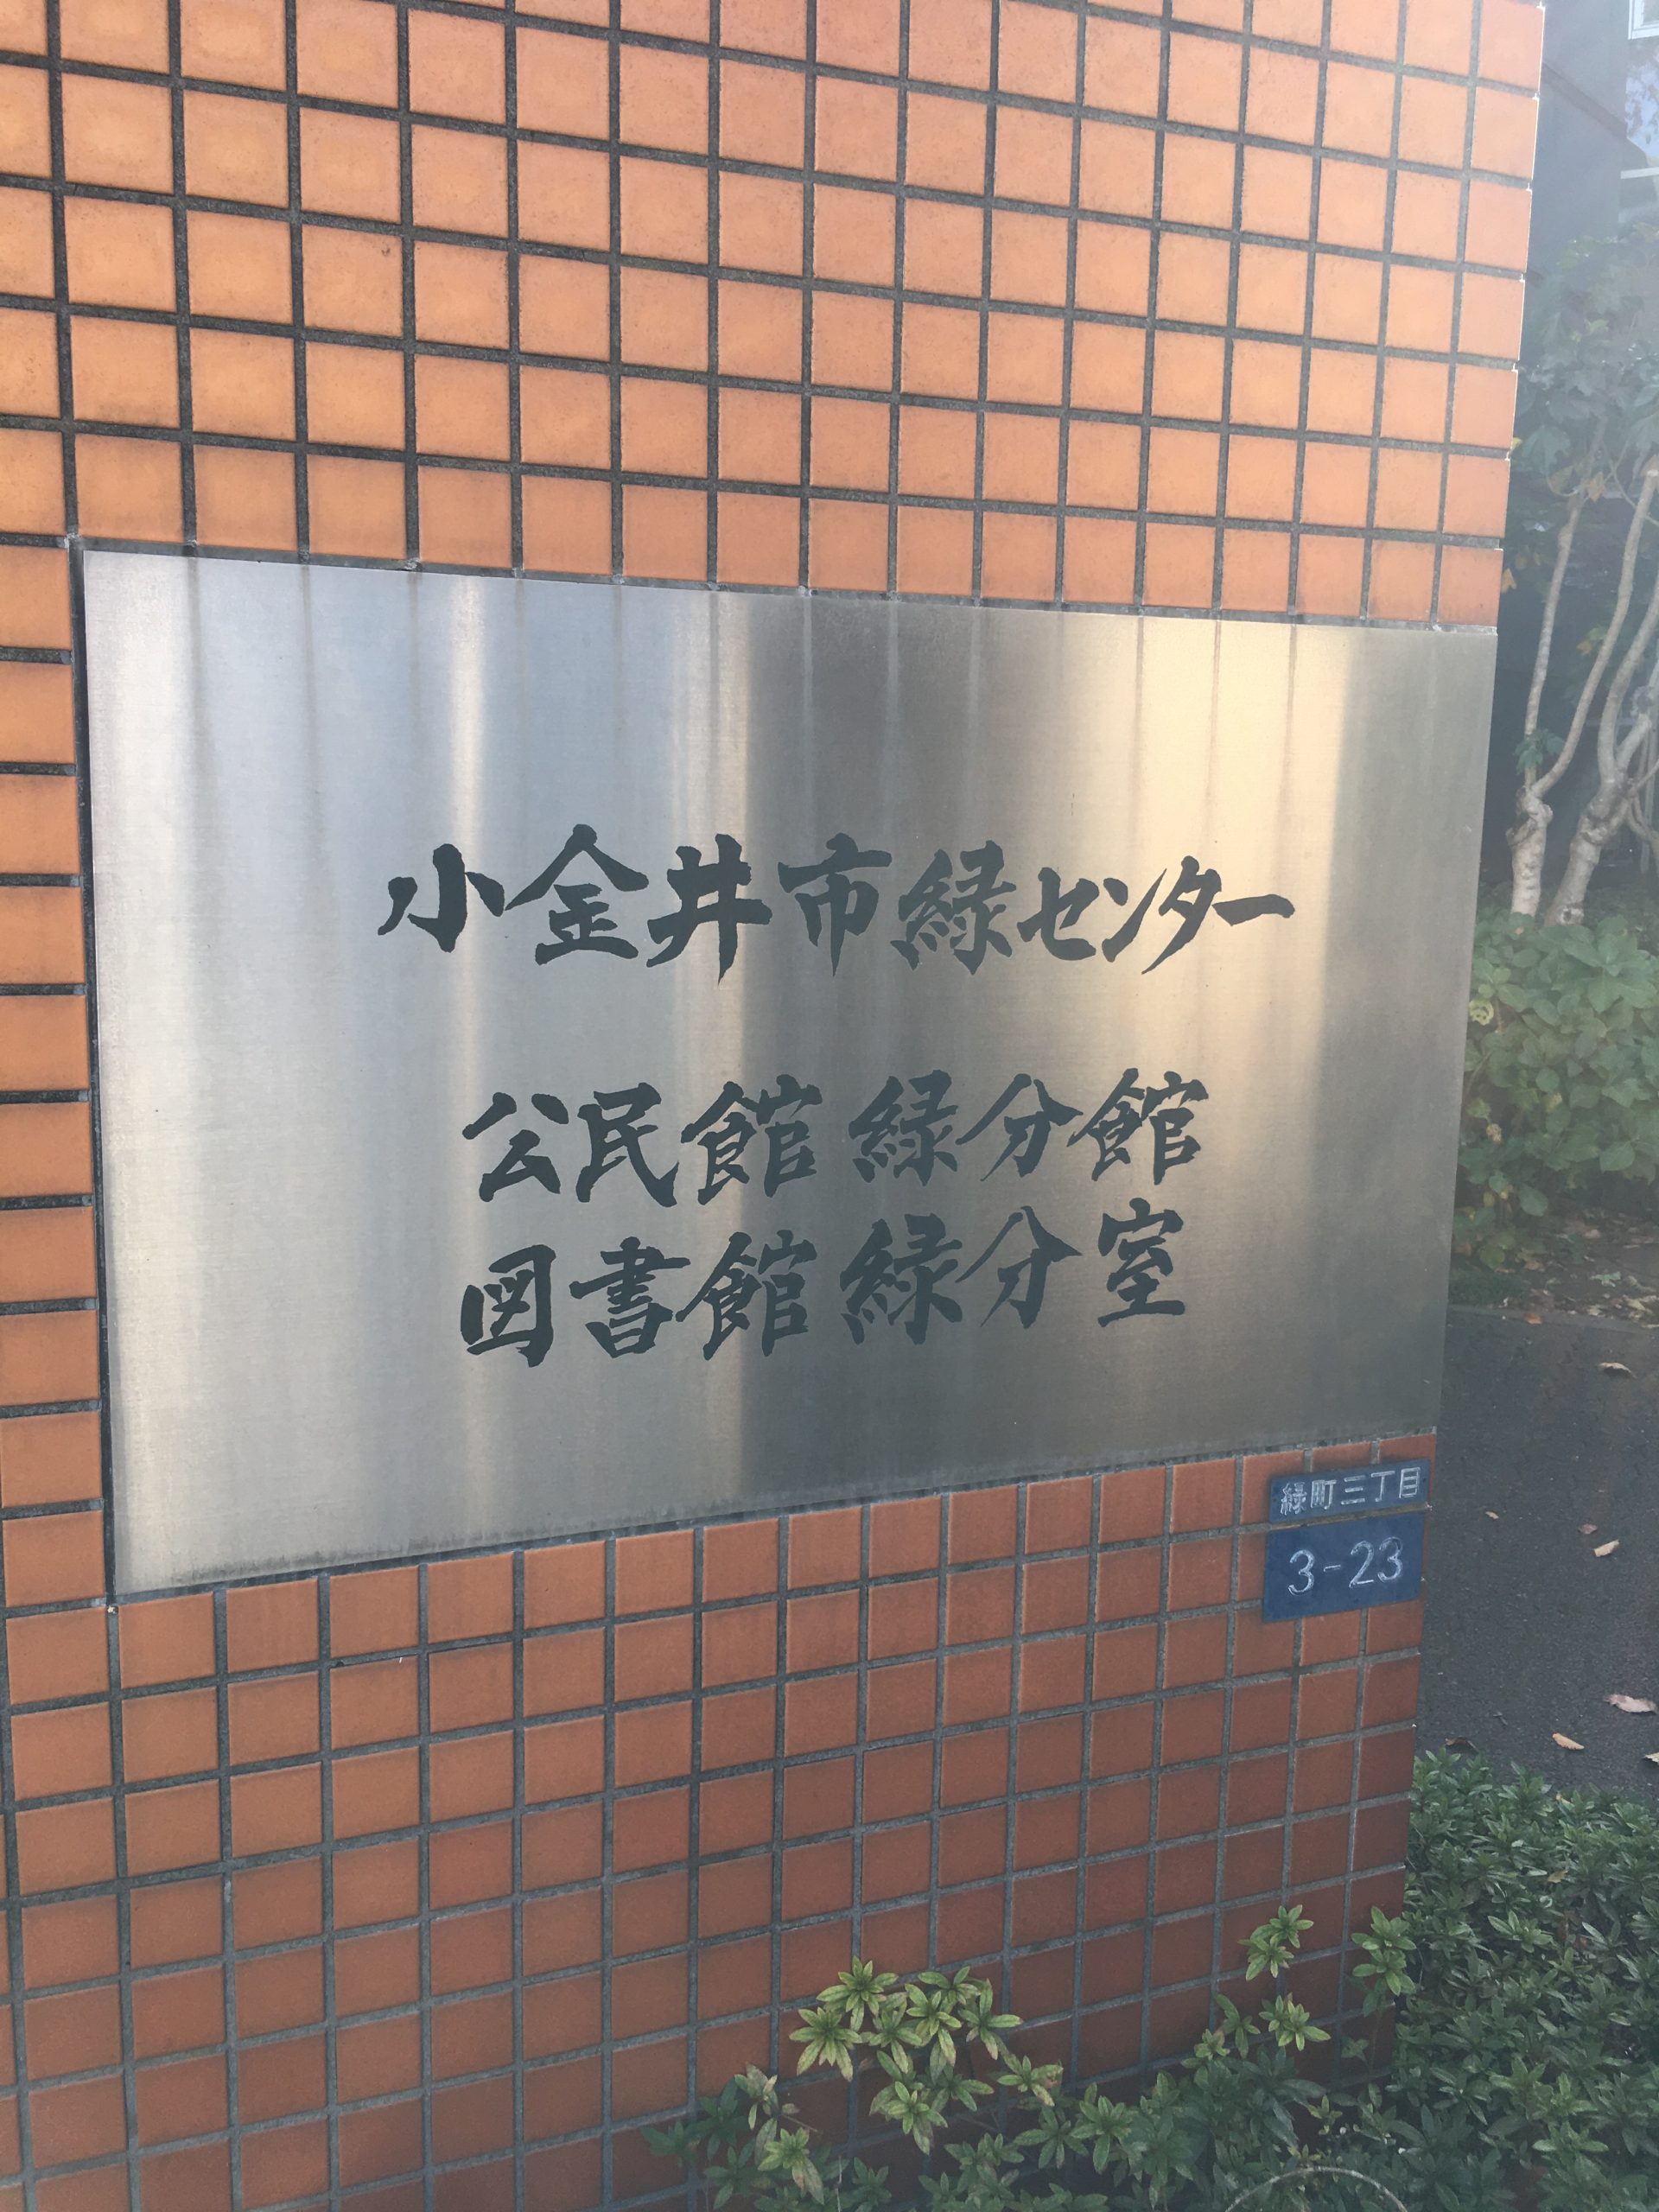 小金井市緑センター
公民館 緑分館
図書館 緑分室
緑町三丁目
3-23